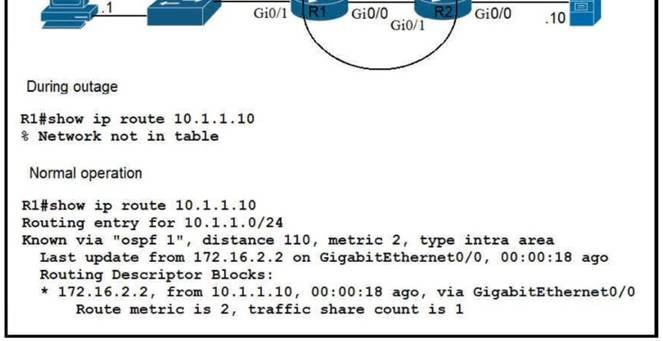 .1
Gi0/1
R1
Gi0/0
Gi0/1
R2
Gi0/0
.10
During outage
R1#show ip route 10.1.1.10
% Network not in table
Normal operation
R1#show ip route 10.1.1.10
Routing entry for 10.1.1.0/24
Known via "ospf 1", distance 110, metric 2, type intra area
Last update from 172.16.2.2 on GigabitEthernet0/0, 00:00:18 ago
Routing Descriptor Blocks:
* 172.16.2.2, from 10.1.1.10, 00:00:18 ago, via GigabitEthernet0/0
Route metric is 2, traffic share count is 1